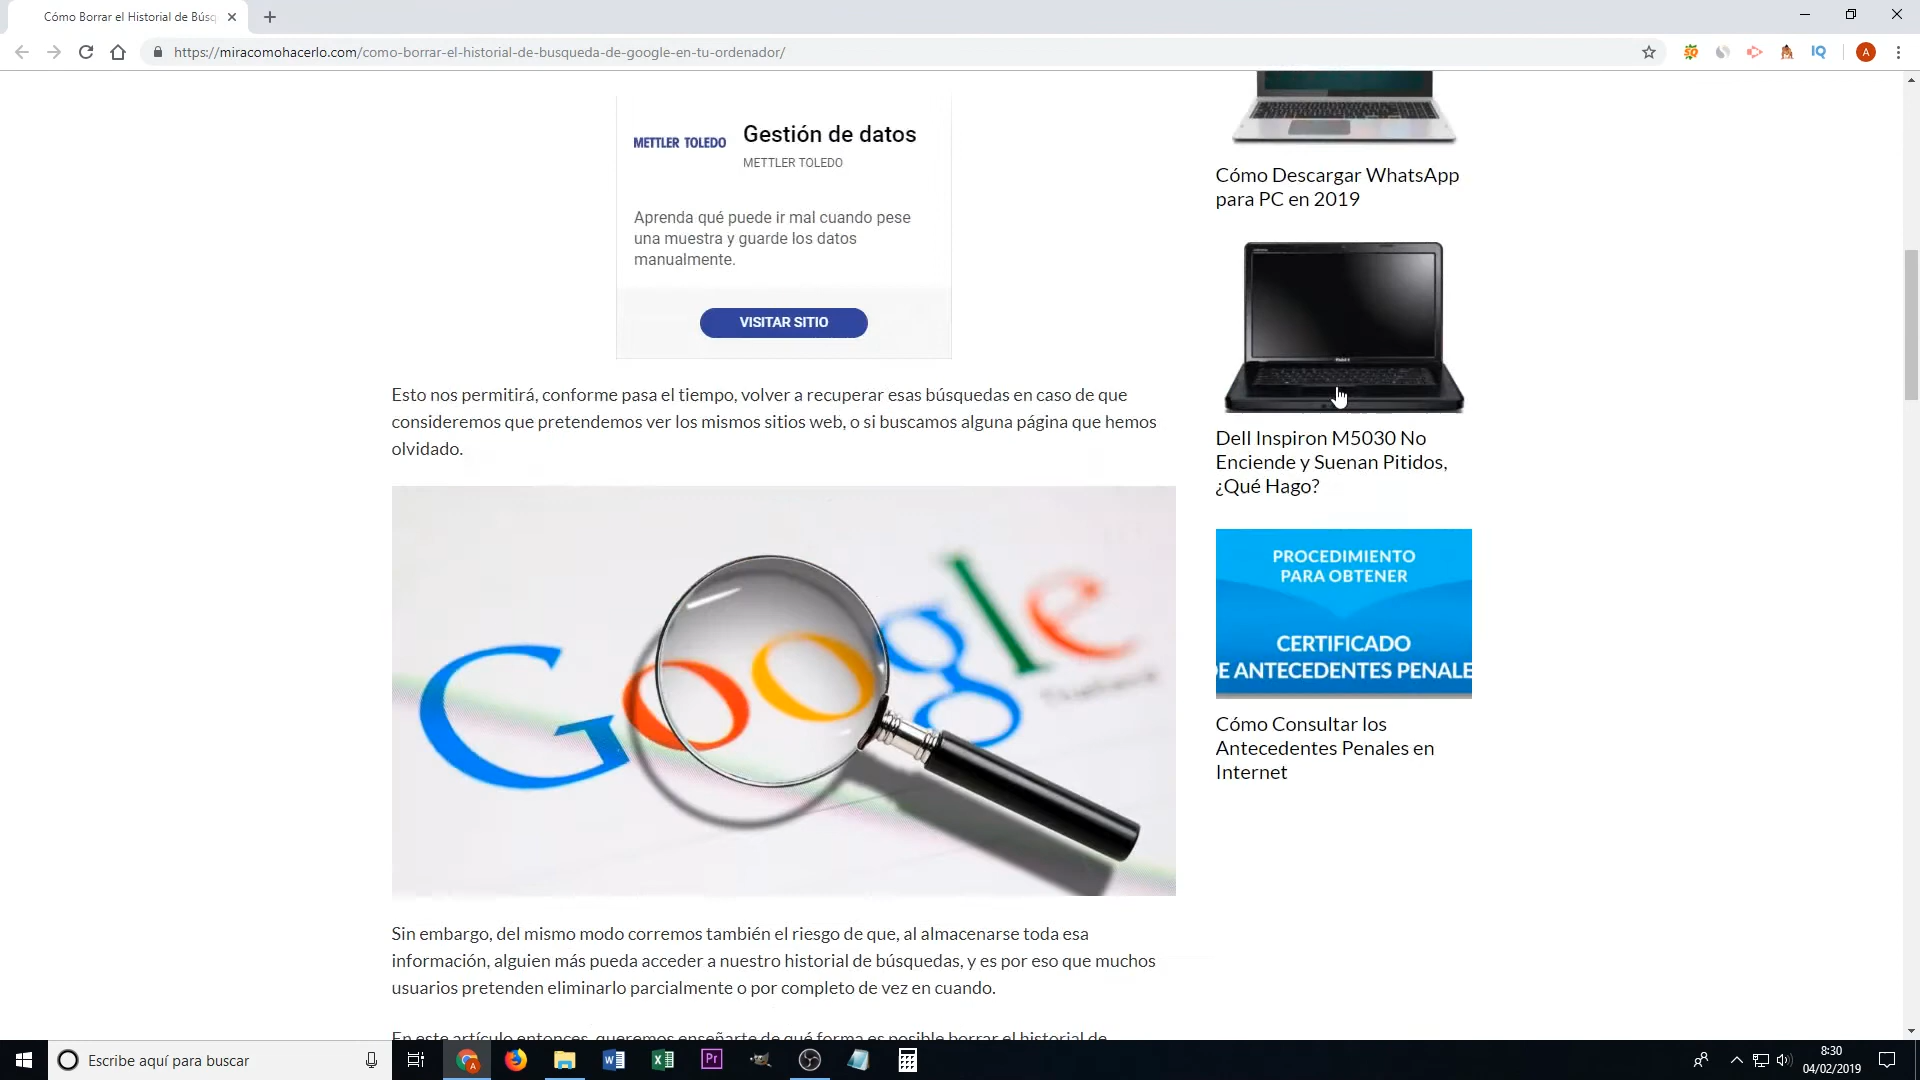 Cómo Borrar el Historial de Búsq
https://miracomohacerlo.com/como-borrar-el-historial-de-busqueda-de-google-en-tu-ordenador/
IQ
A
METTLER TOLEDO
Gestión de datos
METTLER TOLEDO
Aprenda qué puede ir mal cuando pese
una muestra y guarde los datos
manualmente.
VISITAR SITIO
Esto nos permitirá, conforme pasa el tiempo, volver a recuperar esas búsquedas en caso de que
consideremos que pretendemos ver los mismos sitios web, o si buscamos alguna página que hemos
olvidado.
Google
Sin embargo, del mismo modo corremos también el riesgo de que, al almacenarse toda esa
información, alguien más pueda acceder a nuestro historial de búsquedas, y es por eso que muchos
usuarios pretenden eliminarlo parcialmente o por completo de vez en cuando.
En este artículo entonces, queremos enseñarte de qué forma es posible borrar el historial de
Cómo Descargar WhatsApp
para PC en 2019
Dell Inspiron M5030 No
Enciende y Suenan Pitidos,
¿Qué Hago?
PROCEDIMIENTO
PARA OBTENER
CERTIFICADO
E ANTECEDENTES PENALE
Cómo Consultar los
Antecedentes Penales en
Internet
Escribe aquí para buscar
Pr
8:30
04/02/2019